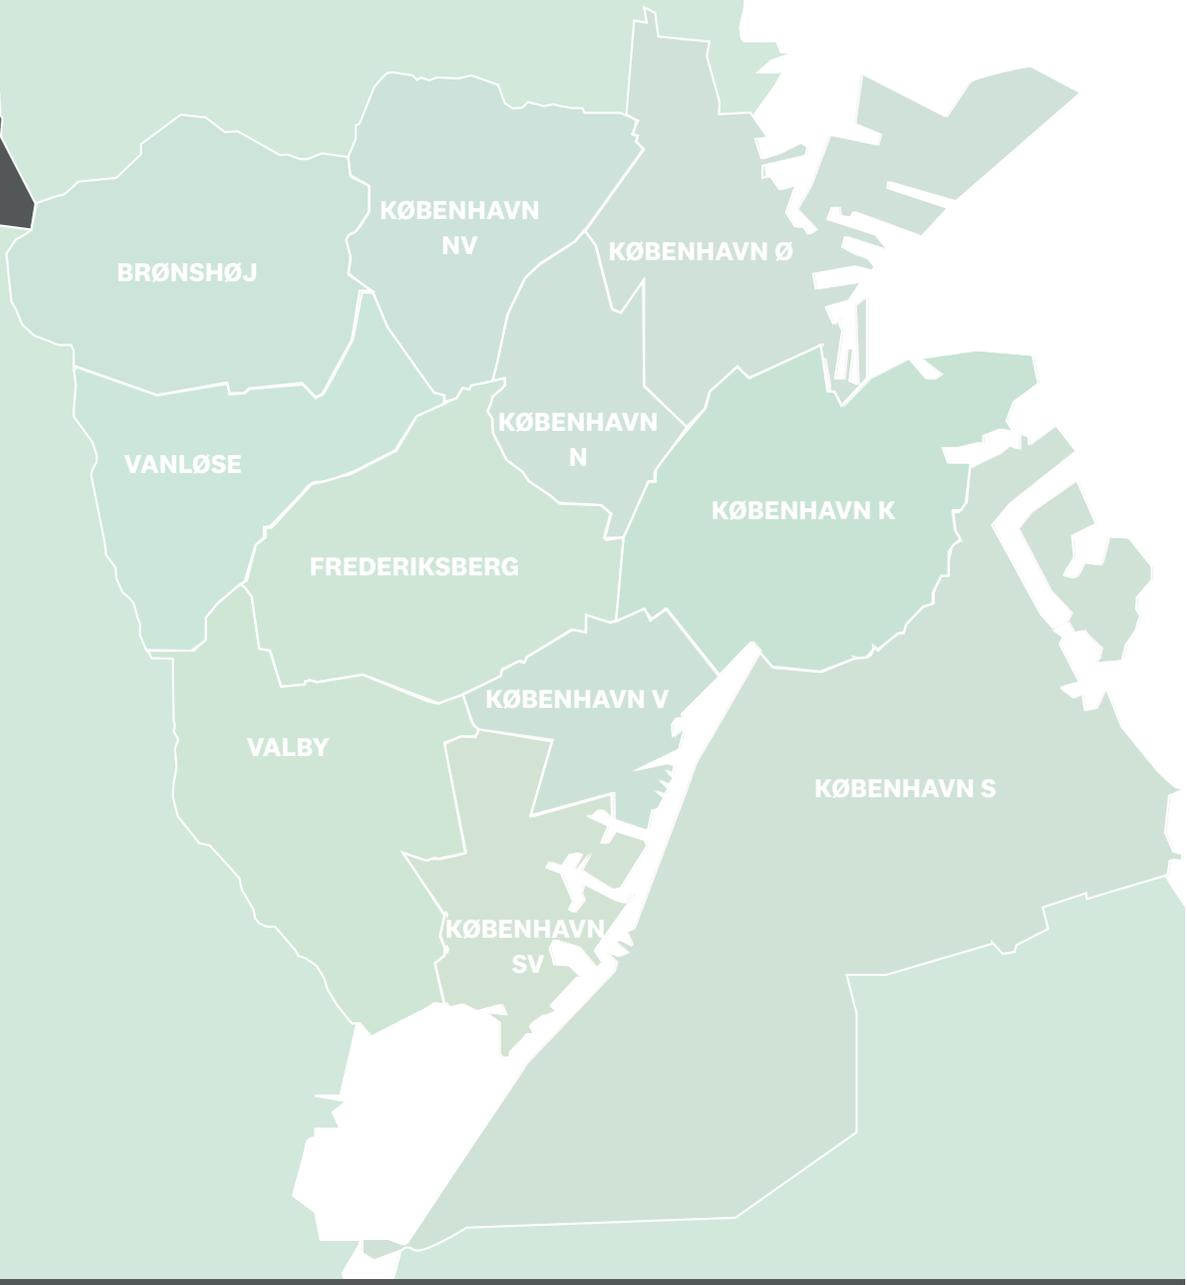 KØBENHAVN
NV
KØBENHAVN Ø
BRØNSHØJ
KØBENHAVN
N
VANLØSE
KØBENHAVN K
FREDERIKSBERG
KØBENHAVN V
VALBY
KØBENHAVN S
KØBENHAVN
SV